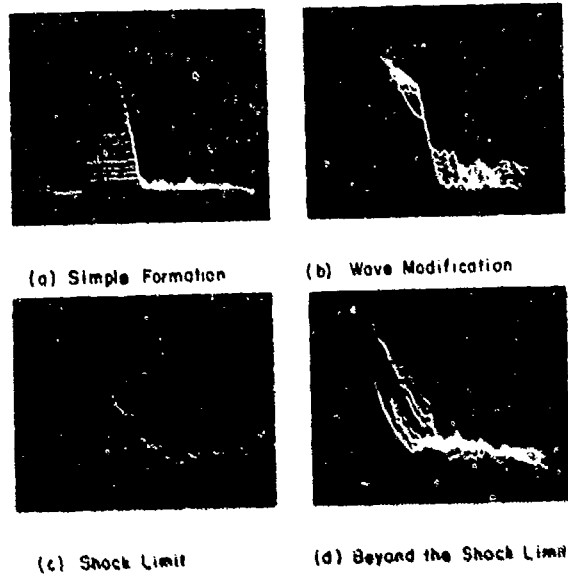 (a) Simple Formation
(b) Wave Modification
(c) Shock Limit
(d) Beyond the Shock Limit